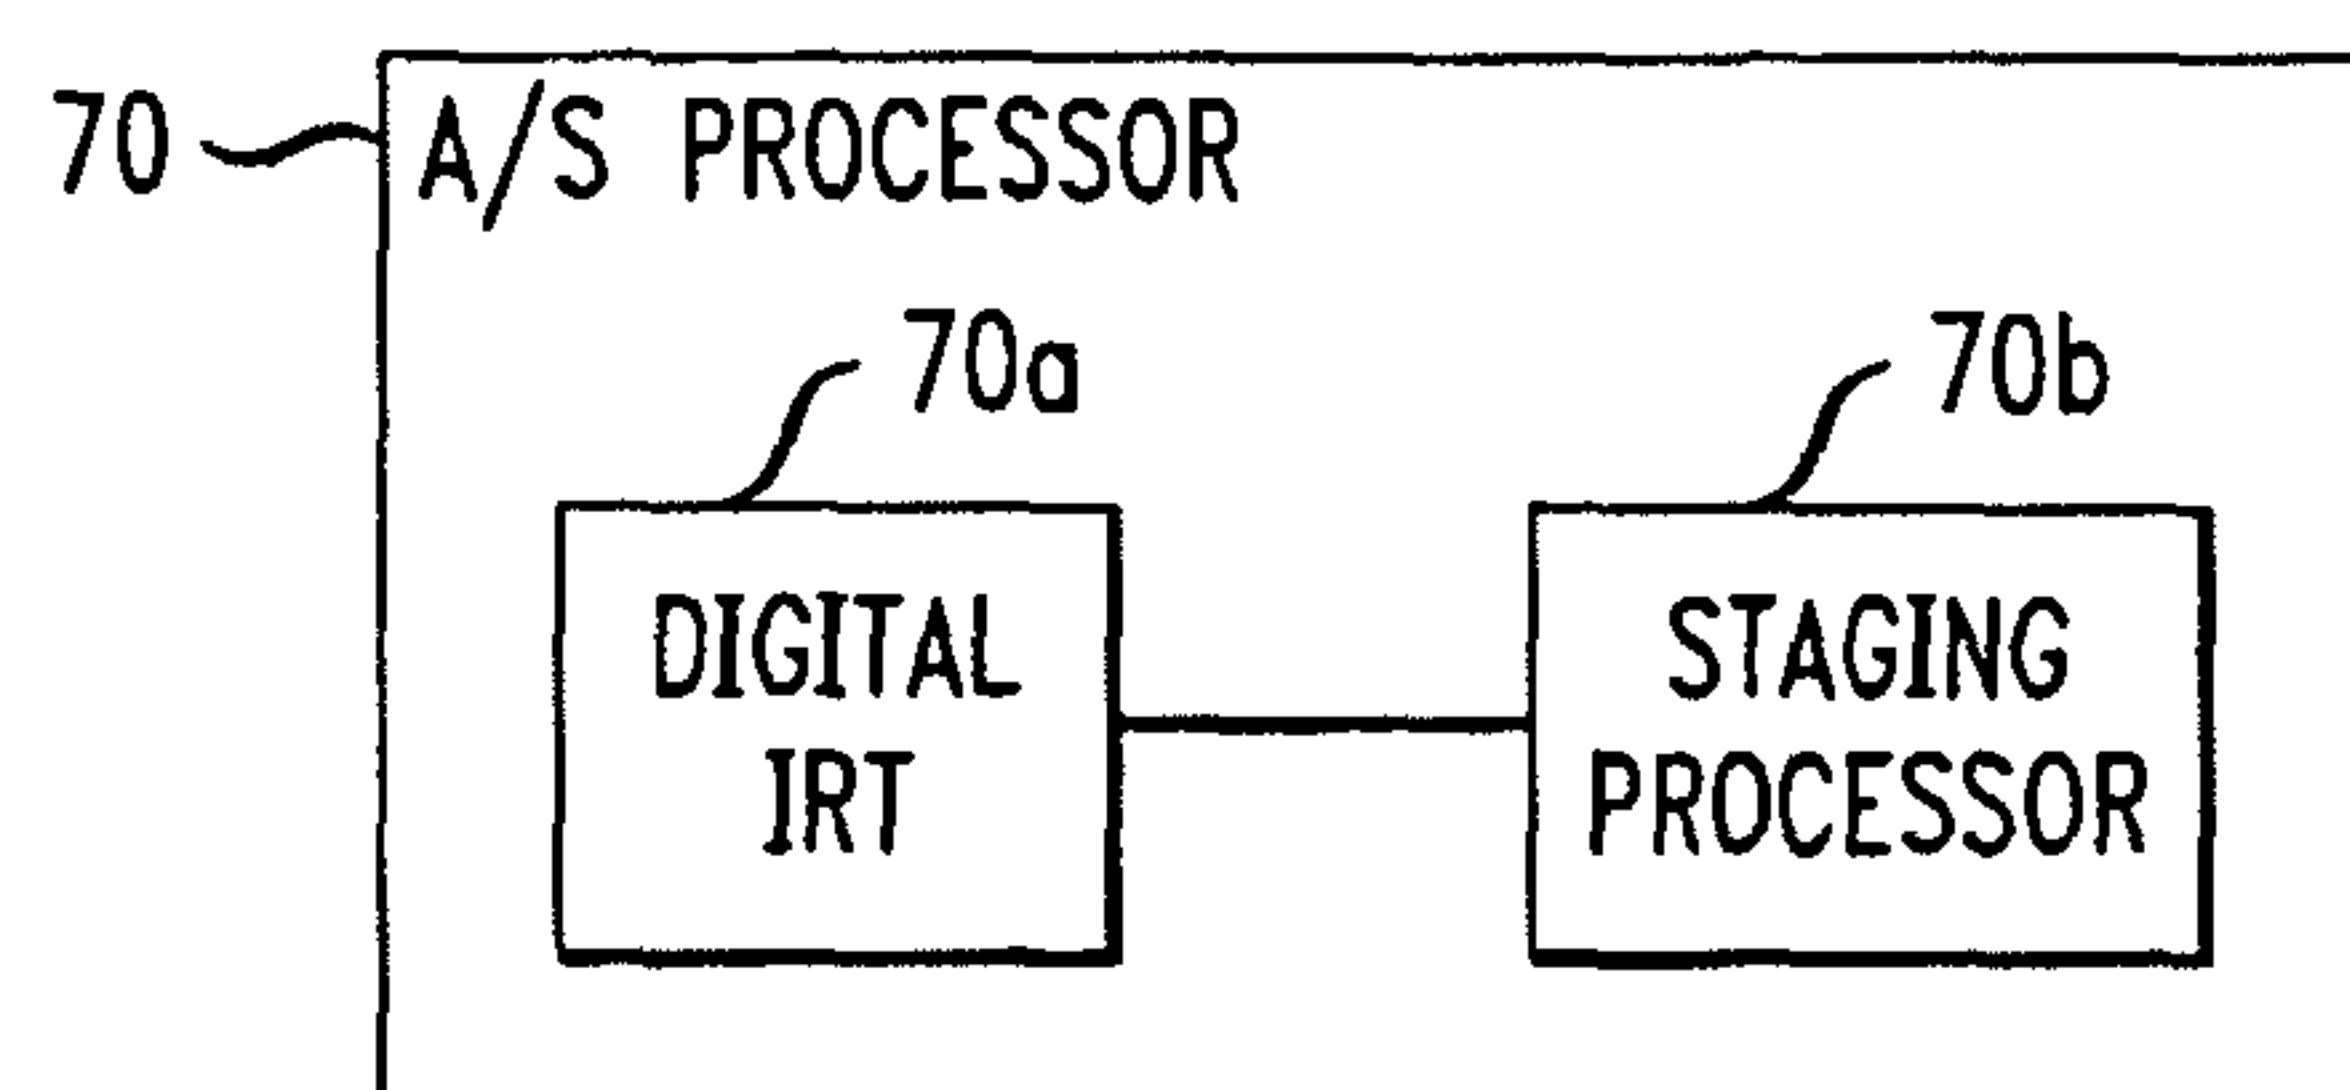 70
A/S PROCESSOR
70a
70b
DIGITAL
IRT
STAGING
PROCESSOR